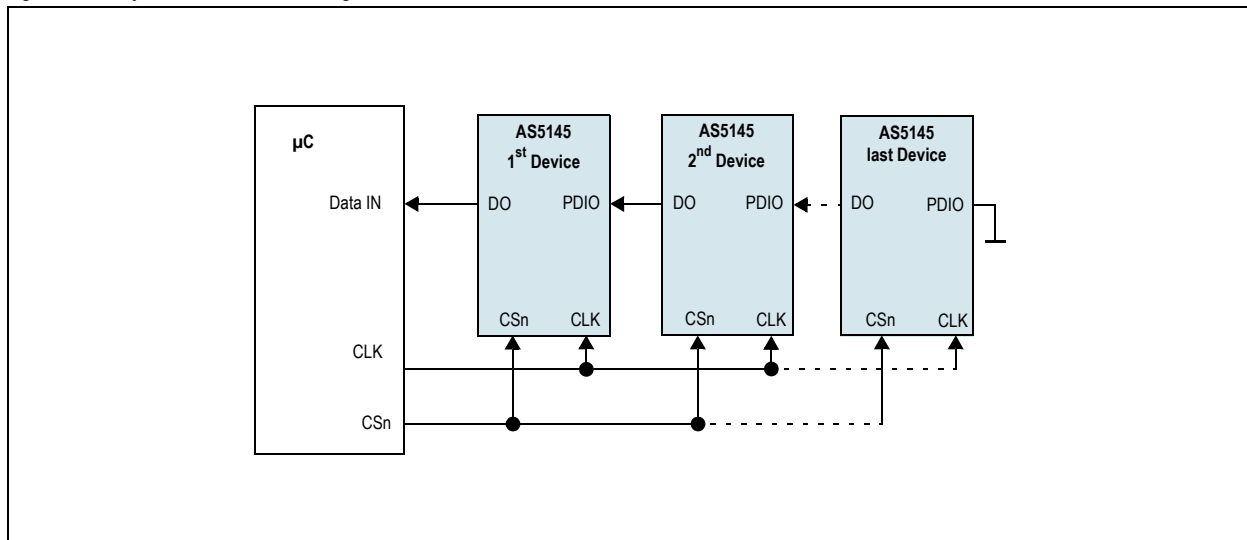 µC
AS5145
1st Device
AS5145
2nd Device
AS5145
last Device
Data IN
DO
PDIO
DO
PDIO
DO
PDIO
CSn
CLK
CSn
CLK
CSn
CLK
CLK
CSn